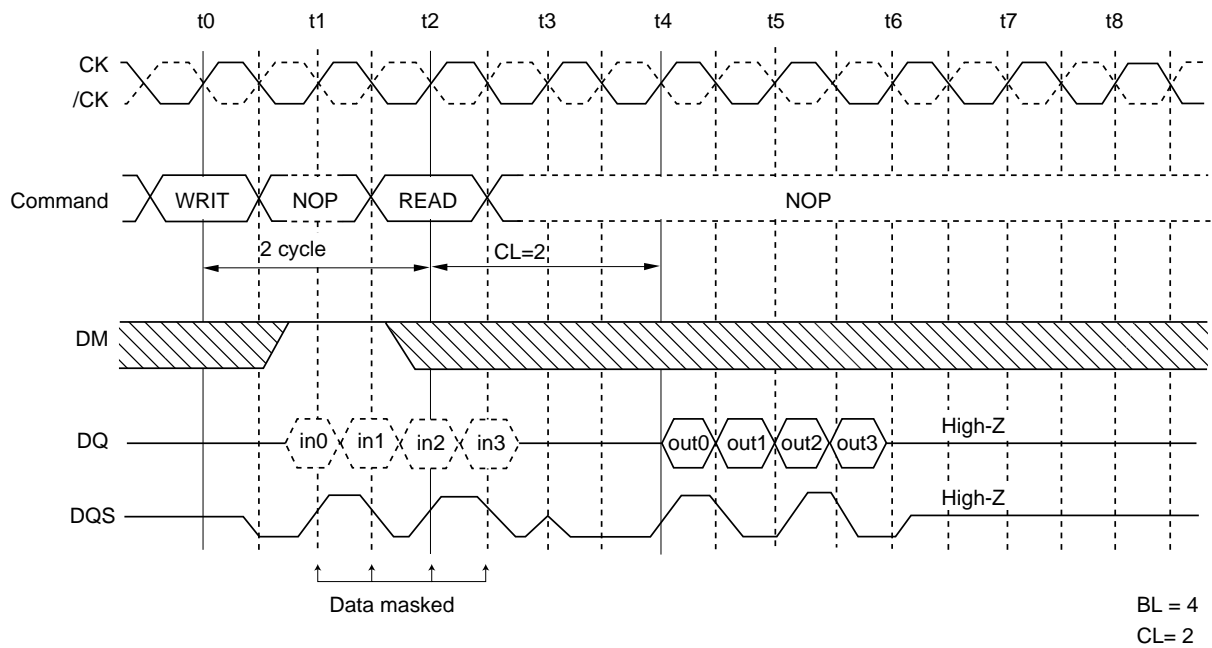 t0 t1 t2 t3 t4 t5 t6 t7 t8
CK
/CK
Command WRIT NOP READ NOP
2 cycle CL=2
DM
DQ in0 in1 in2 in3 out0 out1 out2 out3 High-Z
DQS High-Z
Data masked
BL = 4
CL= 2